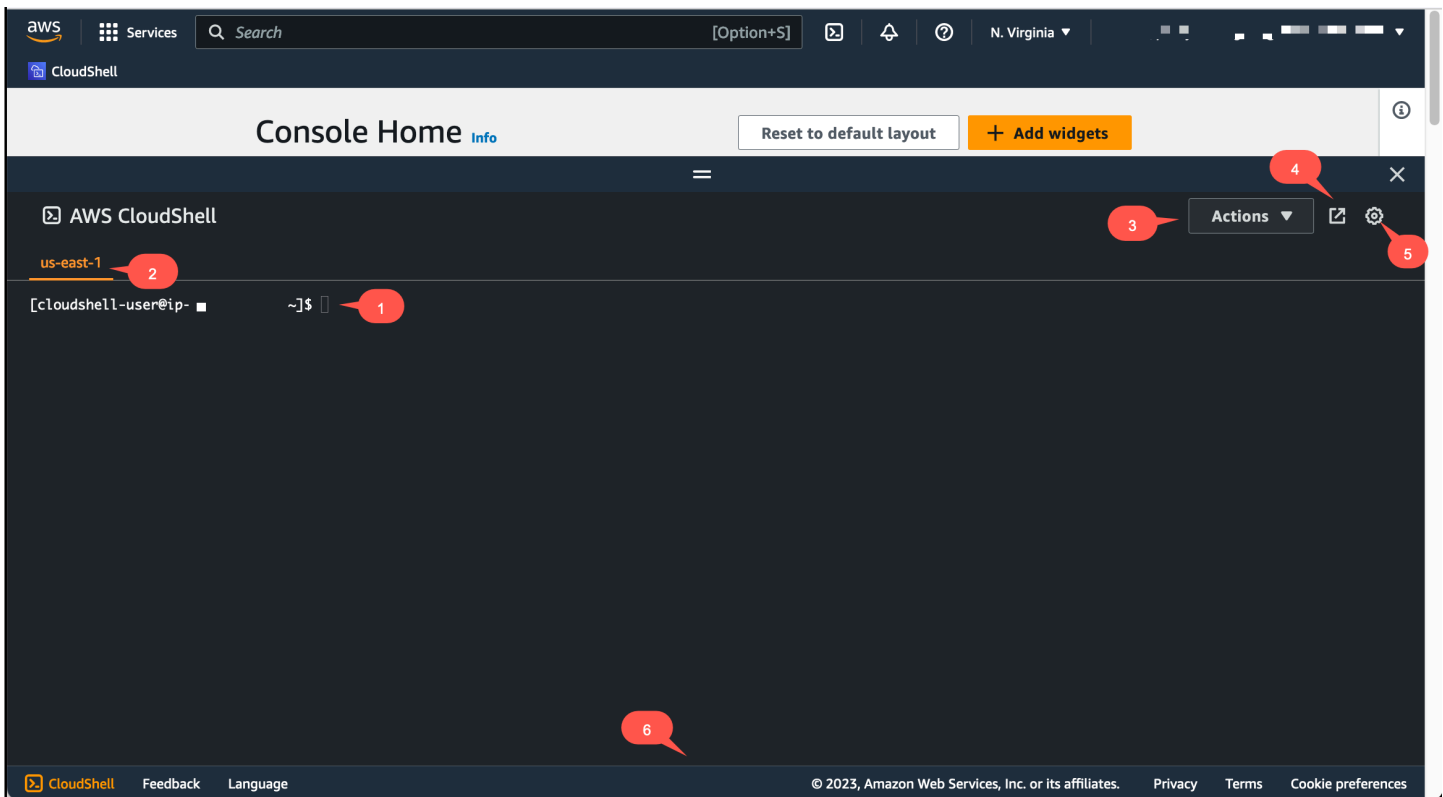 aws Services Search [Option+S] N. Virginia
CloudShell
Console Home Info Reset to default layout + Add widgets
4
AWS CloudShell 3 Actions
us-east-1 2 5
[cloudshell-user@ip- ~]$ 1
6
CloudShell Feedback Language © 2023, Amazon Web Services, Inc. or its affiliates. Privacy Terms Cookie preferences